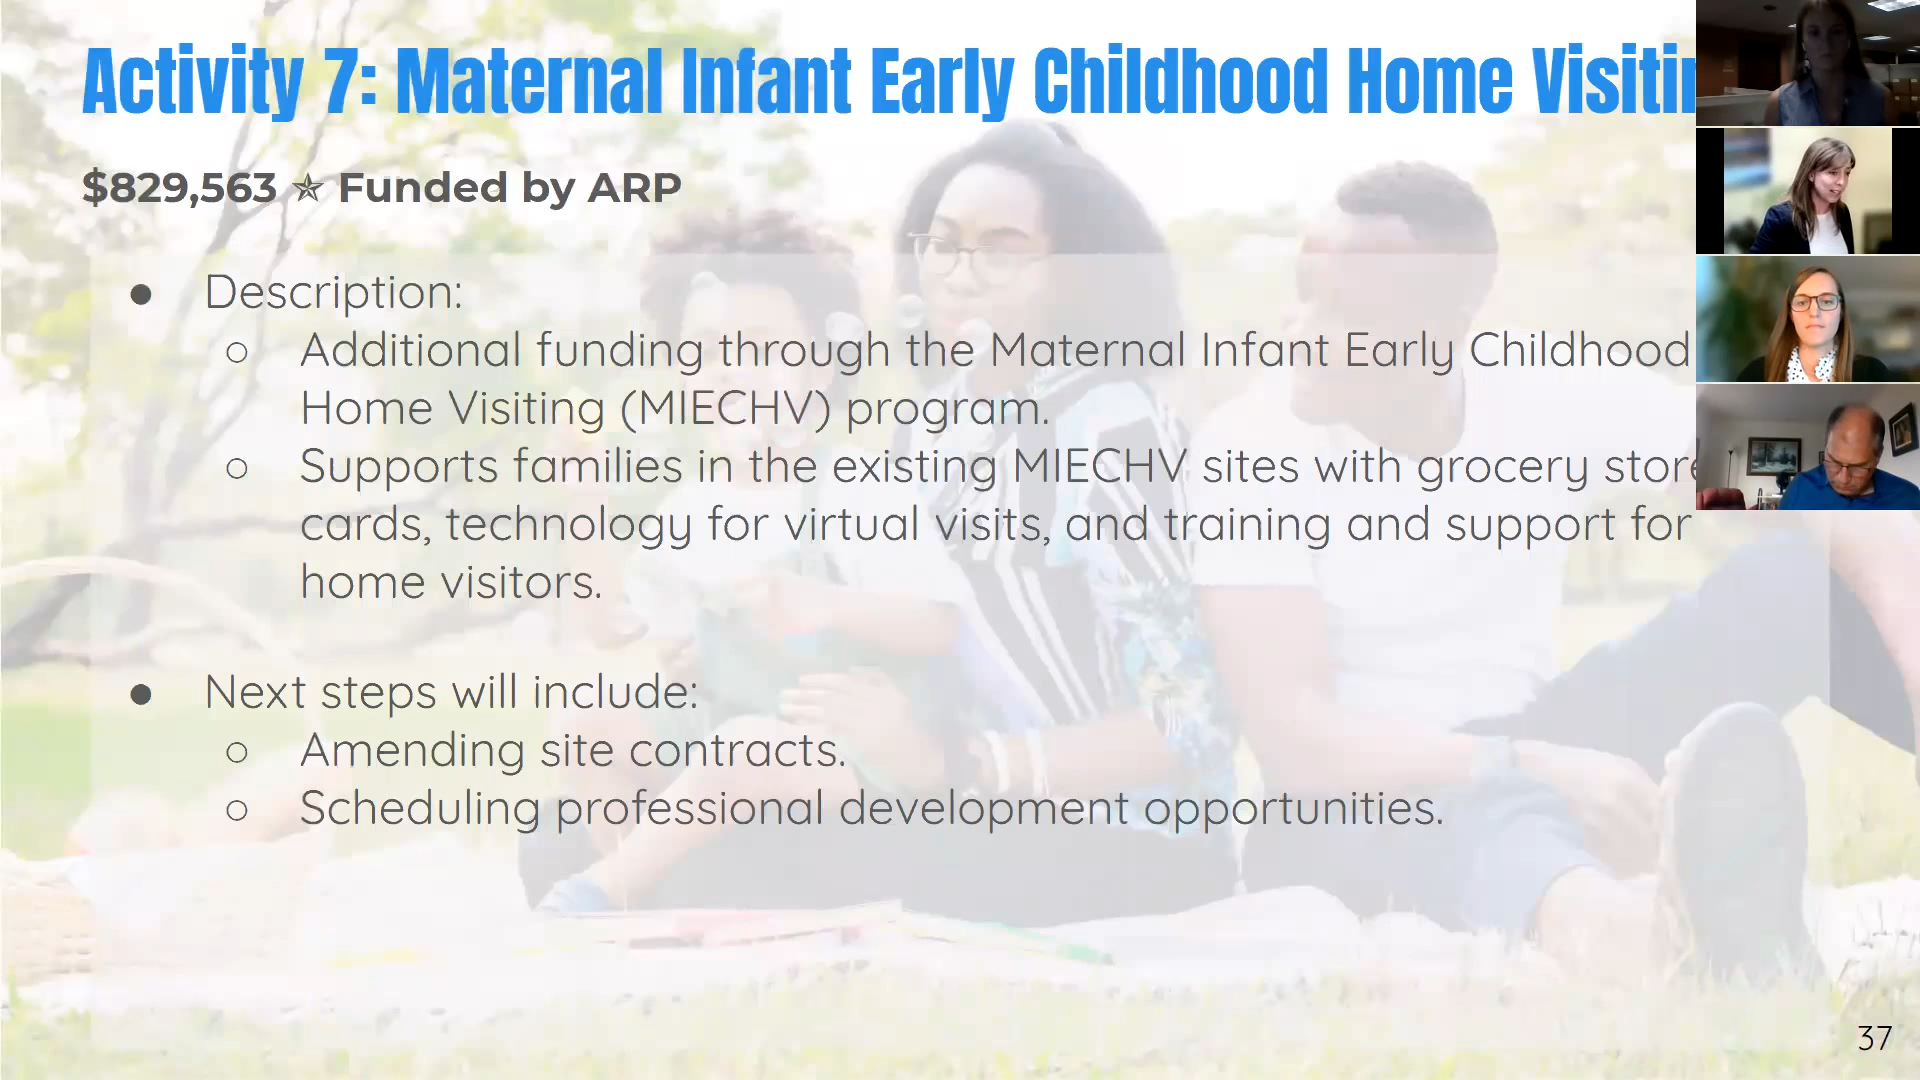 Activity 7: Maternal Infant Early Childhood Home Visitin
$829,563 ✯ Funded by ARP
● Description:
○ Additional funding through the Maternal Infant Early Childhood
Home Visiting (MIECHV) program.
○ Supports families in the existing MIECHV sites with grocery store
cards, technology for virtual visits, and training and support for
home visitors.
● Next steps will include:
○ Amending site contracts.
○ Scheduling professional development opportunities.
37